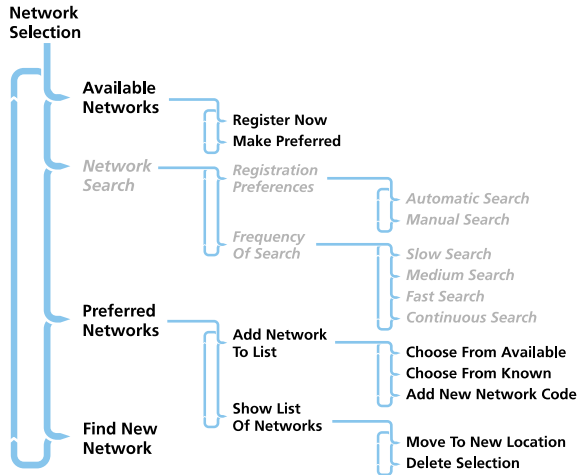 Network
Selection
Available
Networks
Register Now
Make Preferred
Network
Search
Registration
Preferences
Automatic Search
Manual Search
Frequency
Of Search
Slow Search
Medium Search
Fast Search
Continuous Search
Preferred
Networks
Add Network
To List
Choose From Available
Choose From Known
Add New Network Code
Show List
Of Networks
Move To New Location
Delete Selection
Find New
Network